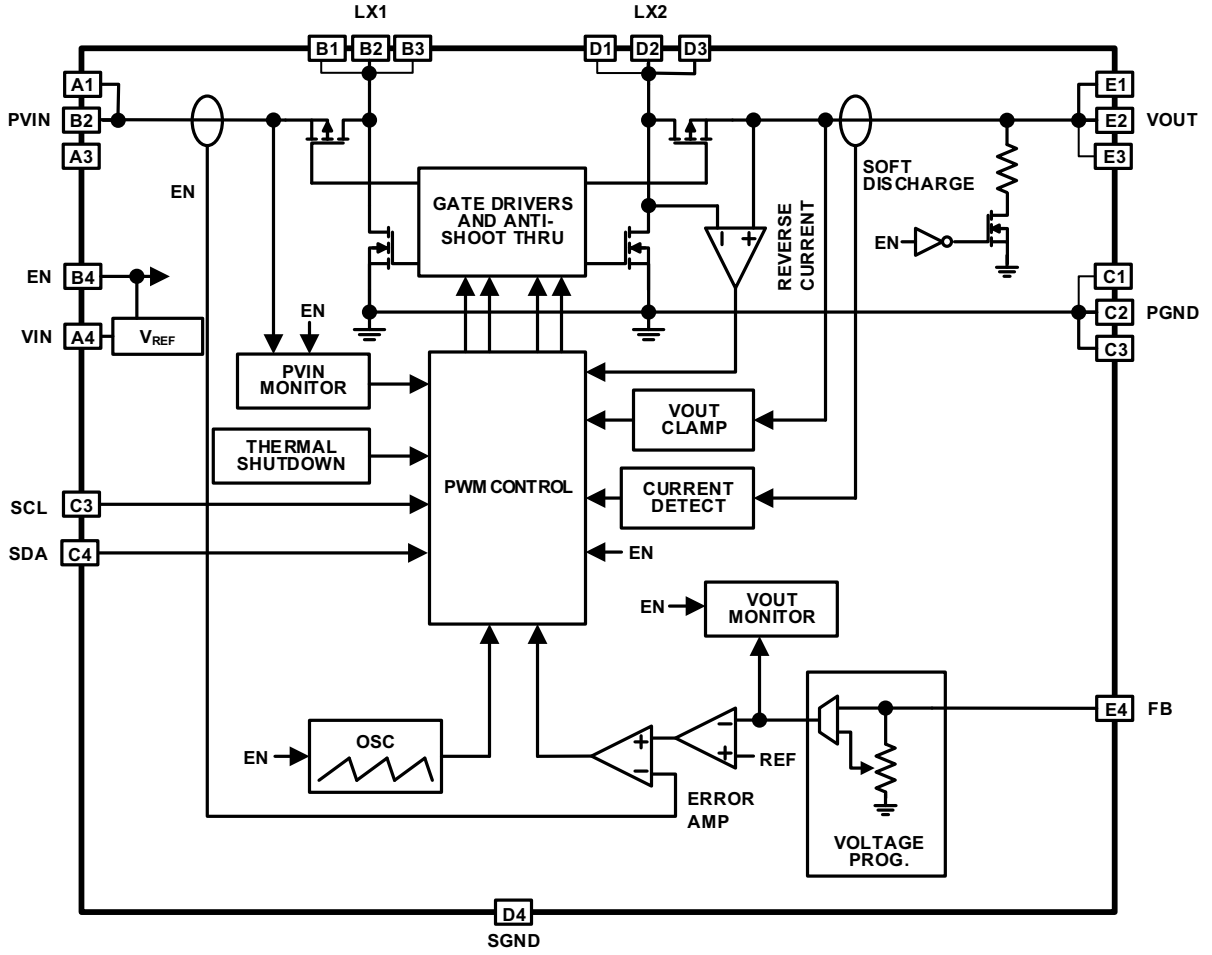 LX1
LX2
B1
B2
B3
D1
D2
D3
A1
PVIN
B2
A3
E1
E2
VOUT
E3
EN
GATE DRIVERS
AND ANTI-
SHOOT THRU
REVERSE
CURRENT
SOFT
DISCHARGE
EN
EN
B4
VIN
A4
VREF
EN
C1
C2
PGND
C3
PVIN
MONITOR
THERMAL
SHUTDOWN
PWM CONTROL
VOUT
CLAMP
CURRENT
DETECT
SCL
C3
SDA
C4
EN
EN
VOUT
MONITOR
E4
FB
EN
OSC
REF
ERROR
AMP
VOLTAGE
PROG.
D4
SGND